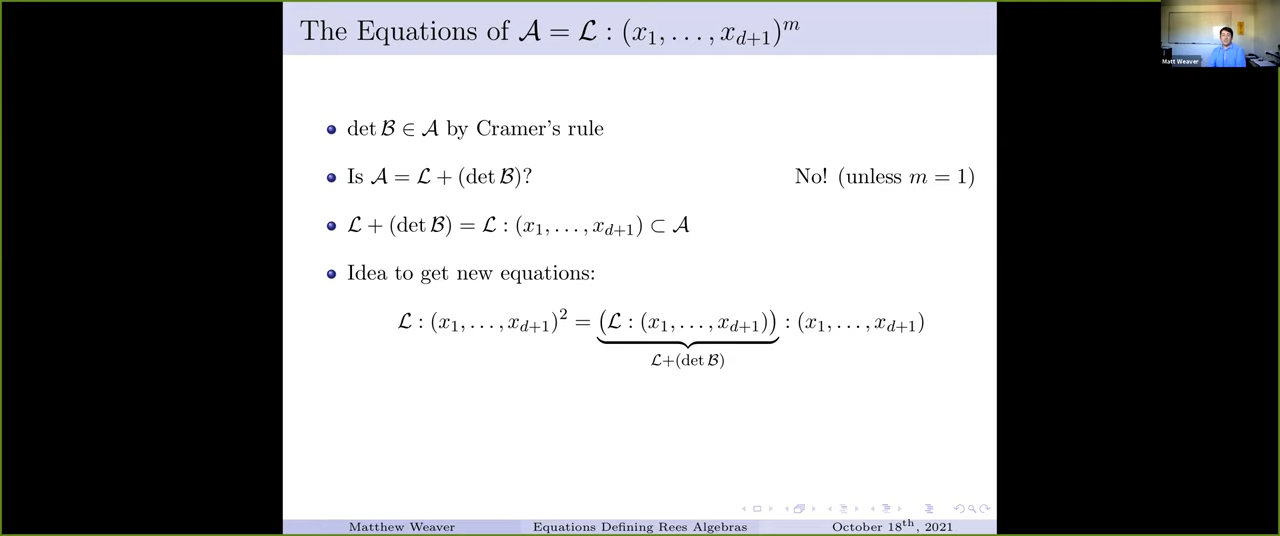 The Equations of 𝒜 = ℒ : (x₁, . . . , x_{d+1})^m
Matt Weaver
det ℬ ∈ 𝒜 by Cramer's rule
Is 𝒜 = ℒ + (det ℬ)? No! (unless m = 1)
ℒ + (det ℬ) = ℒ : (x₁, . . . , x_{d+1}) ⊂ 𝒜
Idea to get new equations:
ℒ : (x₁, . . . , x_{d+1})² = (ℒ : (x₁, . . . , x_{d+1})) : (x₁, . . . , x_{d+1})
ℒ+(det ℬ)
Matthew Weaver Equations Defining Rees Algebras October 18th, 2021